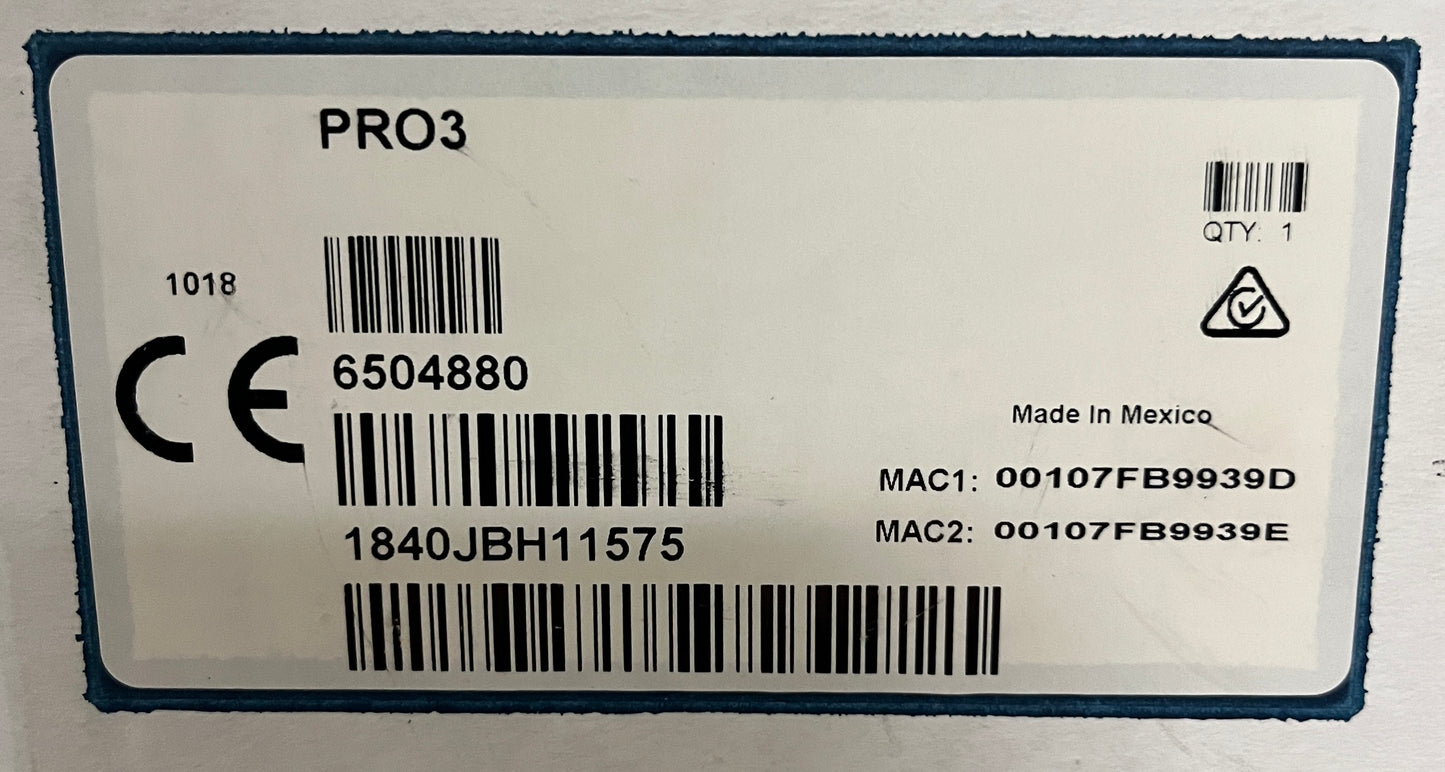 PRO3
QTY: 1
1018
CE
6504880
Made In Mexico
MAC1: 00107FB9939D
1840JBH11575
MAC2: 00107FB9939E